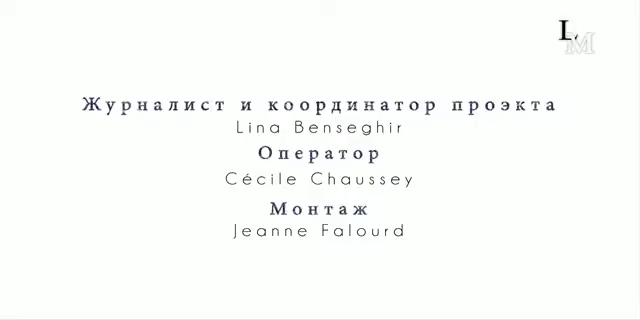 L
M
Журналист и координатор проэкта
Lina Benseghir
Оператор
Cécile Chaussey
Монтаж
Jeanne Falourd